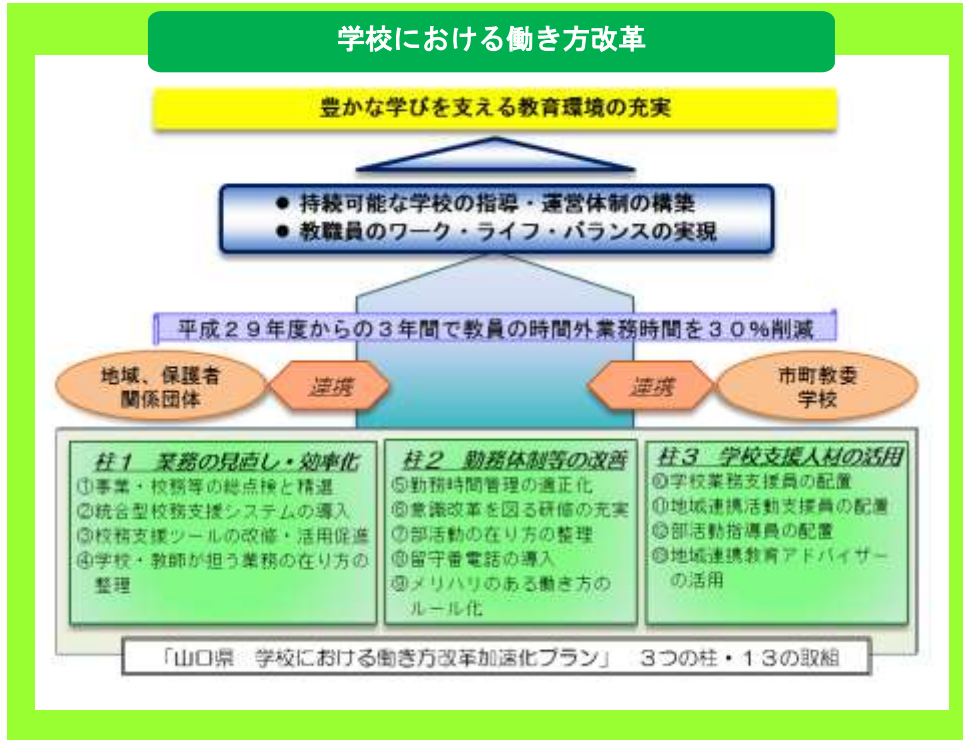 学校における働き方改革
豊かな学びを支える教育環境の充実
● 持続可能な学校の指導・運営体制の構築
● 教職員のワーク・ライフ・バランスの実現
平成２９年度からの３年間で教員の時間外業務時間を３０％削減
地域、保護者
関係団体
連携
連携
市町教委
学校
柱１　業務の見直し・効率化
①事業・校務等の総点検と精選
②統合型校務支援システムの導入
③校務支援ツールの改修・活用促進
④学校・教師が担う業務の在り方の
整理
柱２　勤務体制等の改善
⑤勤務時間管理の適正化
⑥意識改革を図る研修の充実
⑦部活動の在り方の整理
⑧留守番電話の導入
⑨メリハリのある働き方の
ルール化
柱３　学校支援人材の活用
⑩学校業務支援員の配置
⑪地域連携活動支援員の配置
⑫部活動指導員の配置
⑬地域連携教育アドバイザー
の活用
「山口県　学校における働き方改革加速化プラン」　３つの柱・１３の取組